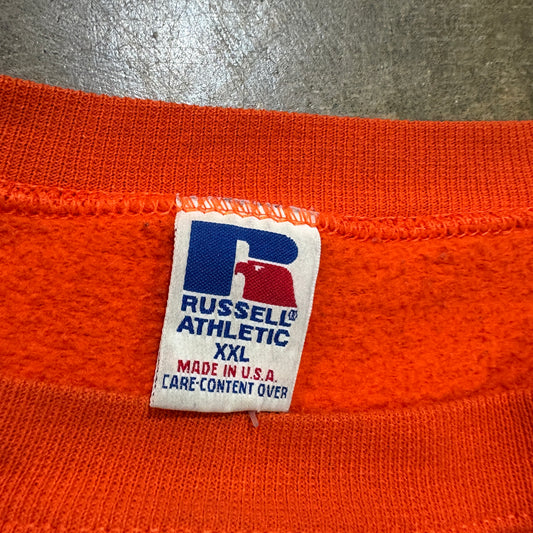 RUSSELL®
ATHLETIC
XXL
MADE IN U.S.A.
CARE-CONTENT OVER